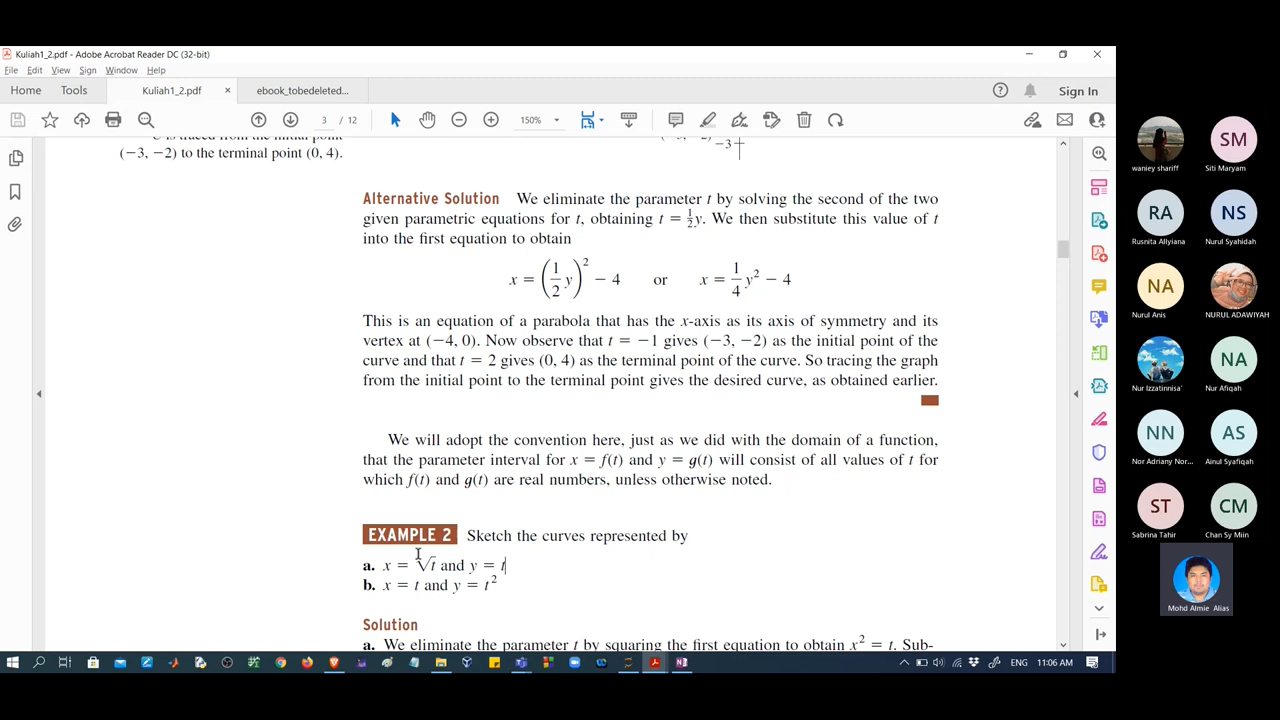 Kuliah1_2.pdf - Adobe Acrobat Reader DC (32-bit)
File Edit View Sign Window Help
Home Tools Kuliah1_2.pdf × ebook_tobedeleted... Sign In
3 / 12 150%
(−3, −2) to the terminal point (0, 4).
−3
Alternative Solution We eliminate the parameter t by solving the second of the two
given parametric equations for t, obtaining t = ½y. We then substitute this value of t
into the first equation to obtain
x = (1/2 y)² − 4 or x = 1/4 y² − 4
This is an equation of a parabola that has the x-axis as its axis of symmetry and its
vertex at (−4, 0). Now observe that t = −1 gives (−3, −2) as the initial point of the
curve and that t = 2 gives (0, 4) as the terminal point of the curve. So tracing the graph
from the initial point to the terminal point gives the desired curve, as obtained earlier.
We will adopt the convention here, just as we did with the domain of a function,
that the parameter interval for x = f(t) and y = g(t) will consist of all values of t for
which f(t) and g(t) are real numbers, unless otherwise noted.
EXAMPLE 2 Sketch the curves represented by
a. x = √t and y = t
b. x = t and y = t²
Solution
a. We eliminate the parameter t by squaring the first equation to obtain x² = t. Sub-
ENG 11:06 AM
waniey shariff
SM
Siti Maryam
RA
Rusnita Allyiana
NS
Nurul Syahidah
NA
Nurul Anis
NURUL ADAWIYAH
Nur Izzatinnisa'
NA
Nur Afiqah
NN
Nor Adriany Nor...
AS
Ainul Syafiqah
ST
Sabrina Tahir
CM
Chan Sy Miin
Mohd Almie Alias